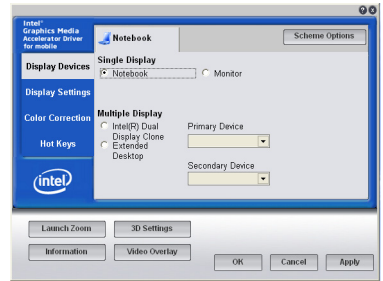 Intel®
Graphics Media
Accelerator Driver
for mobile
Notebook
Scheme Options
Display Devices
Display Settings
Color Correction
Hot Keys
intel
Single Display
Notebook
Monitor
Multiple Display
Intel(R) Dual
Display Clone
Extended
Desktop
Primary Device
Secondary Device
Launch Zoom
3D Settings
Information
Video Overlay
OK
Cancel
Apply